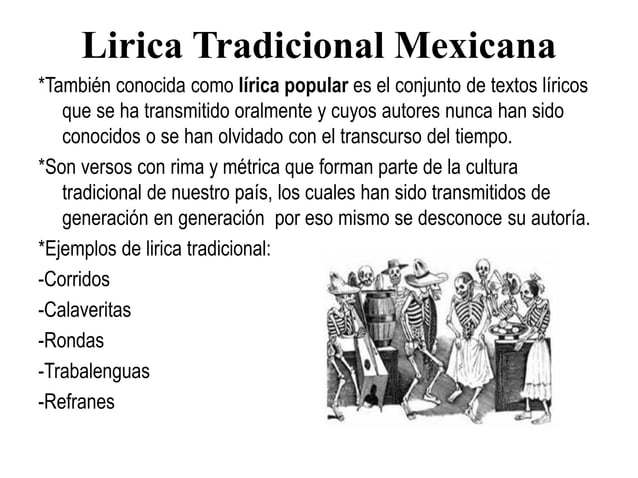 Lirica Tradicional Mexicana
*También conocida como lírica popular es el conjunto de textos líricos
que se ha transmitido oralmente y cuyos autores nunca han sido
conocidos o se han olvidado con el transcurso del tiempo.
*Son versos con rima y métrica que forman parte de la cultura
tradicional de nuestro país, los cuales han sido transmitidos de
generación en generación  por eso mismo se desconoce su autoría.
*Ejemplos de lirica tradicional:
-Corridos
-Calaveritas
-Rondas
-Trabalenguas
-Refranes